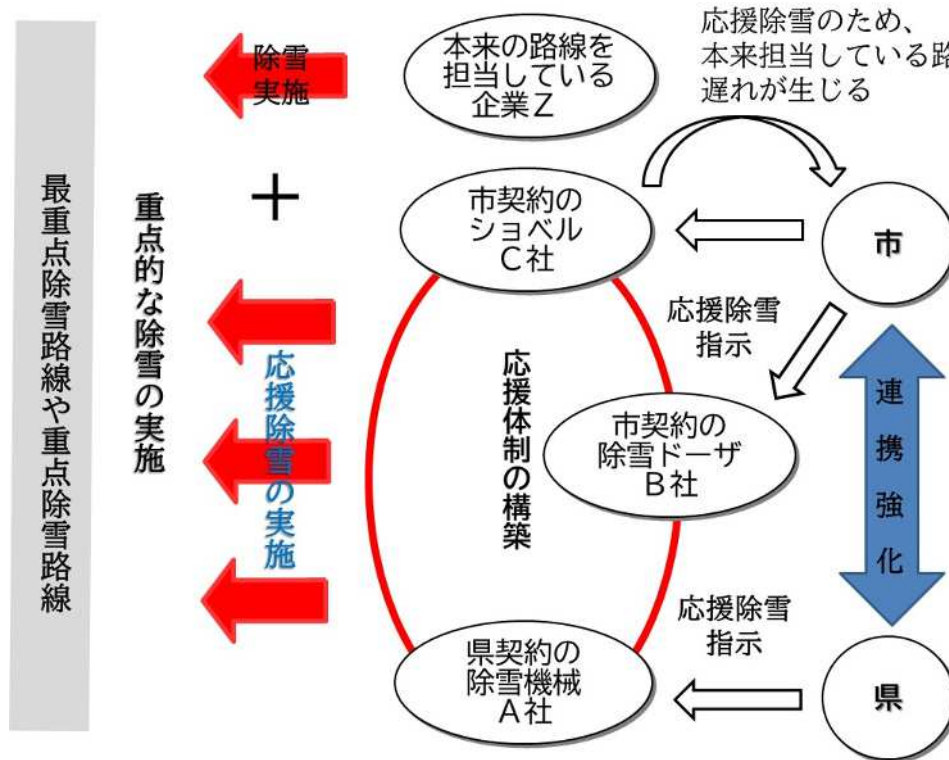 除雪
実施
本来の路線を
担当している
企業Z
応援除雪のため、
本来担当している路
遅れが生じる
最重点除雪路線や重点除雪路線
重点的な除雪の実施
＋
市契約の
ショベル
C社
市
応援除雪の実施
応援体制の構築
応援除雪
指示
市契約の
除雪ドーザ
B社
連携強化
応援除雪
指示
県契約の
除雪機械
A社
県